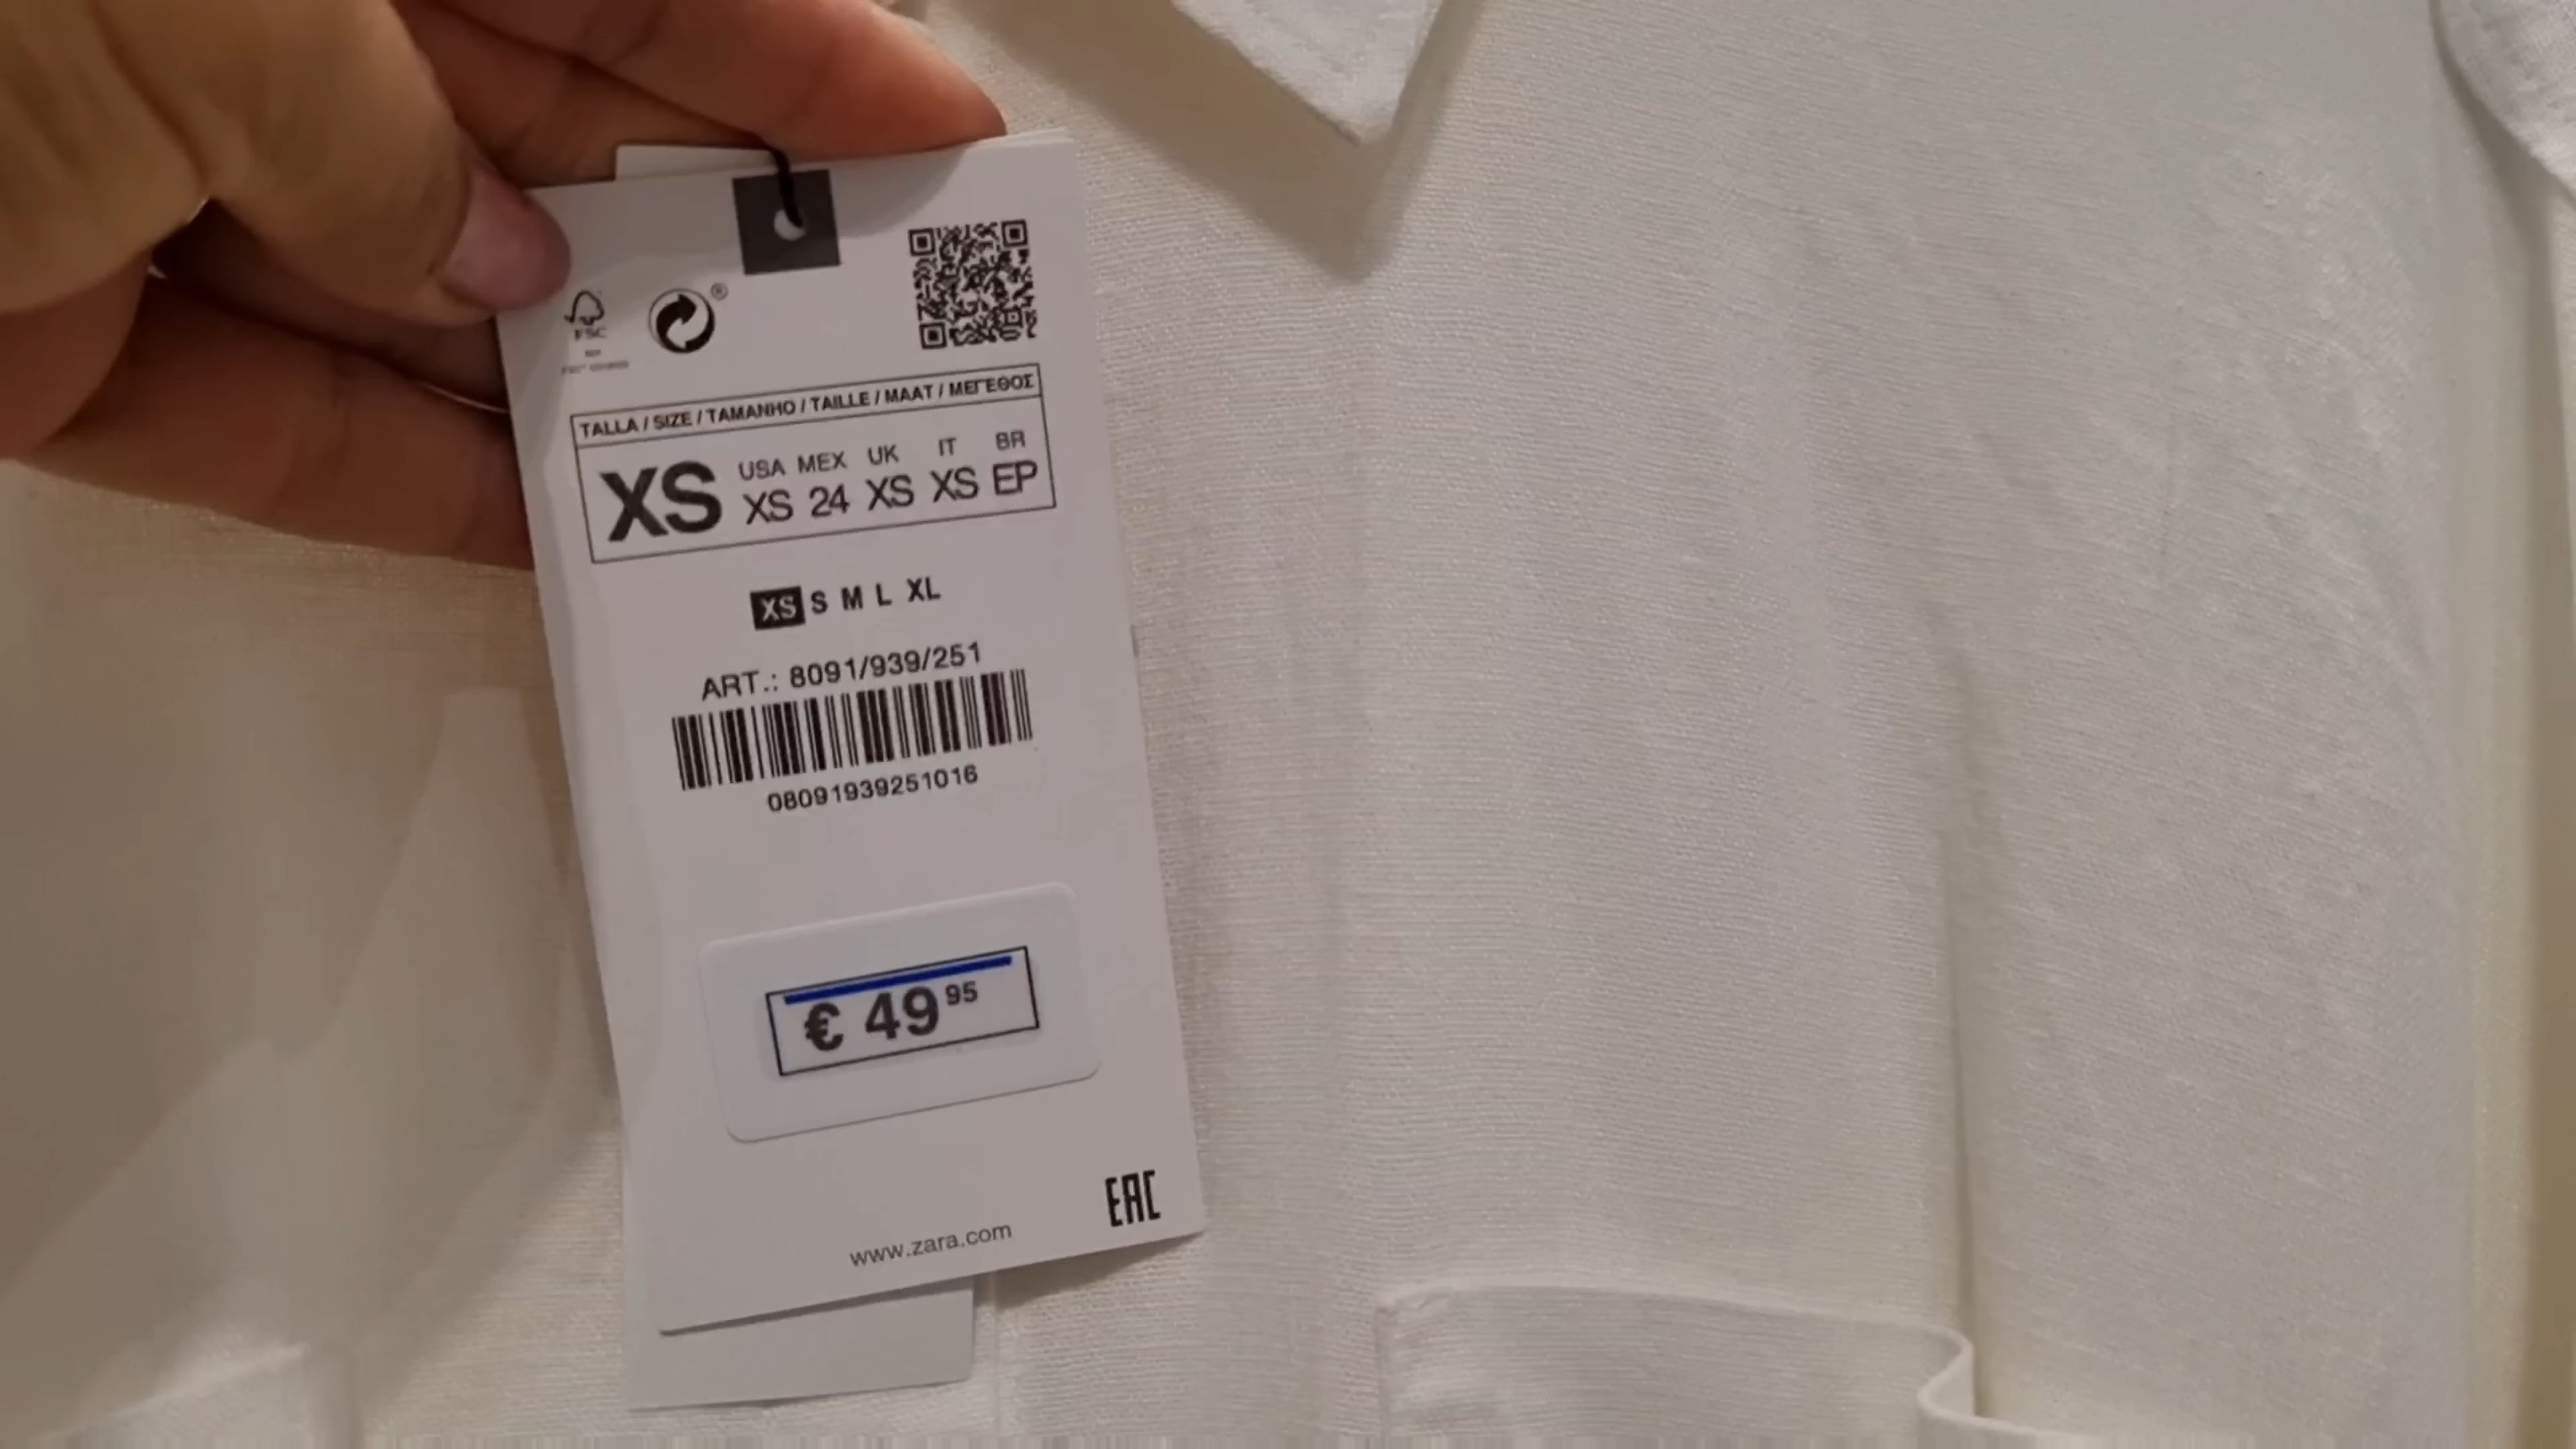 FSC
®
TALLA / SIZE / TAMANHO / TAILLE / MAAT / ΜΕΓΕΘΟΣ
XS
USA MEX UK IT BR
XS 24 XS XS EP
XS S M L XL
ART.: 8091/939/251
08091939251016
€ 49 95
EAC
www.zara.com